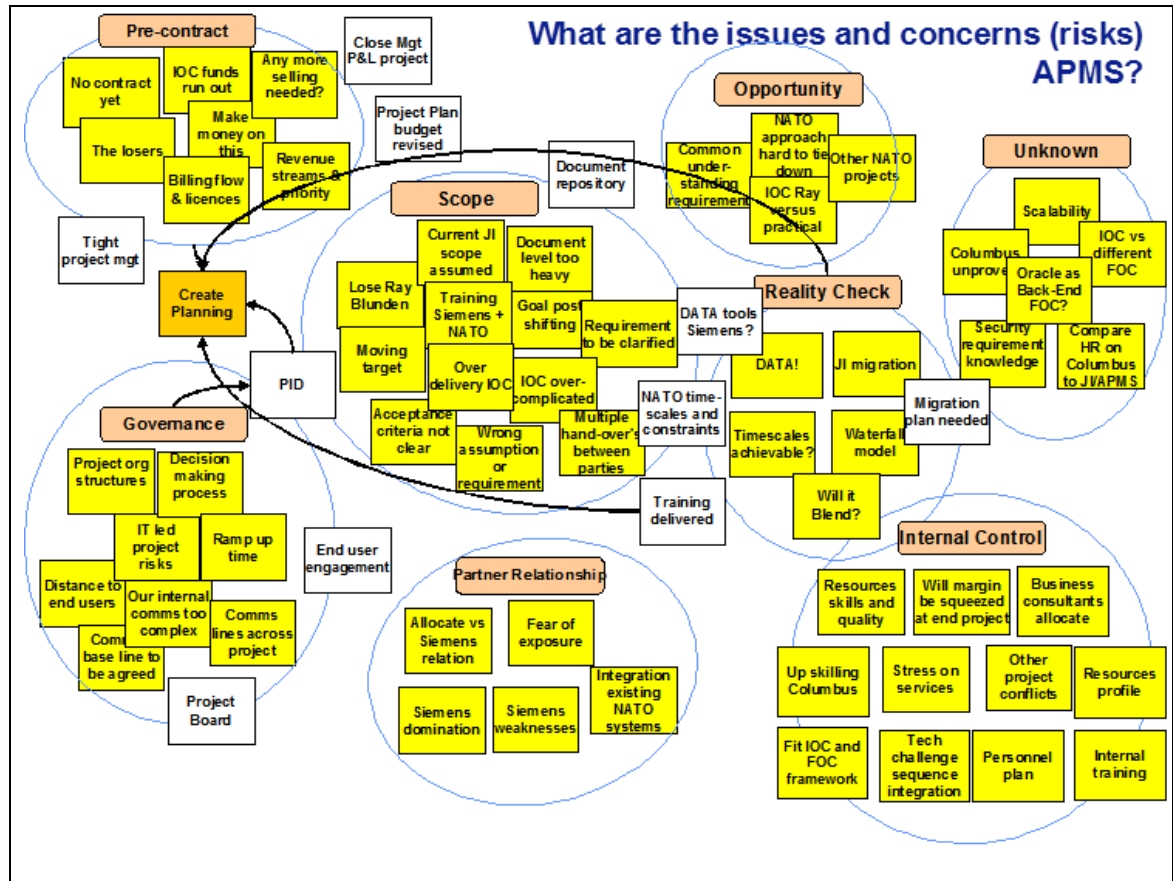 What are the issues and concerns (risks)
APMS?
Pre-contract
No contract
yet
IOC funds
run out
Any more
selling
needed?
Make
money on
this
The losers
Billing flow
& licences
Revenue
streams &
priority
Close Mgt
P&L project
Project Plan
budget
revised
Document
repository
Tight
project mgt
Create
Planning
PID
Opportunity
NATO
approach
hard to tie
down
Common
under-
standing
requirement
Other NATO
projects
IOC Ray
versus
practical
Unknown
Scalability
Columbus
unprove
IOC vs
different
FOC
Oracle as
Back-End
FOC?
Security
requirement
knowledge
Compare
HR on
Columbus
to JI/APMS
Scope
Current JI
scope
assumed
Document
level too
heavy
Lose Ray
Blunden
Training
Siemens +
NATO
Goal post
shifting
Requirement
to be clarified
Moving
target
Over
delivery IOC
IOC over-
complicated
Acceptance
criteria not
clear
Wrong
assumption
or
requirement
Multiple
hand-over's
between
parties
DATA tools
Siemens?
NATO time-
scales and
constraints
Training
delivered
Reality Check
DATA!
JI migration
Migration
plan needed
Timescales
achievable?
Waterfall
model
Will it
Blend?
Governance
Project org
structures
Decision
making
process
IT led
project
risks
Ramp up
time
Distance to
end users
Our internal
comms too
complex
Comms
lines across
project
Comm
base line to
be agreed
End user
engagement
Project
Board
Partner Relationship
Allocate vs
Siemens
relation
Fear of
exposure
Integration
existing
NATO
systems
Siemens
domination
Siemens
weaknesses
Internal Control
Resources
skills and
quality
Will margin
be squeezed
at end project
Business
consultants
allocate
Up skilling
Columbus
Stress on
services
Other
project
conflicts
Resources
profile
Fit IOC and
FOC
framework
Tech
challenge
sequence
integration
Personnel
plan
Internal
training